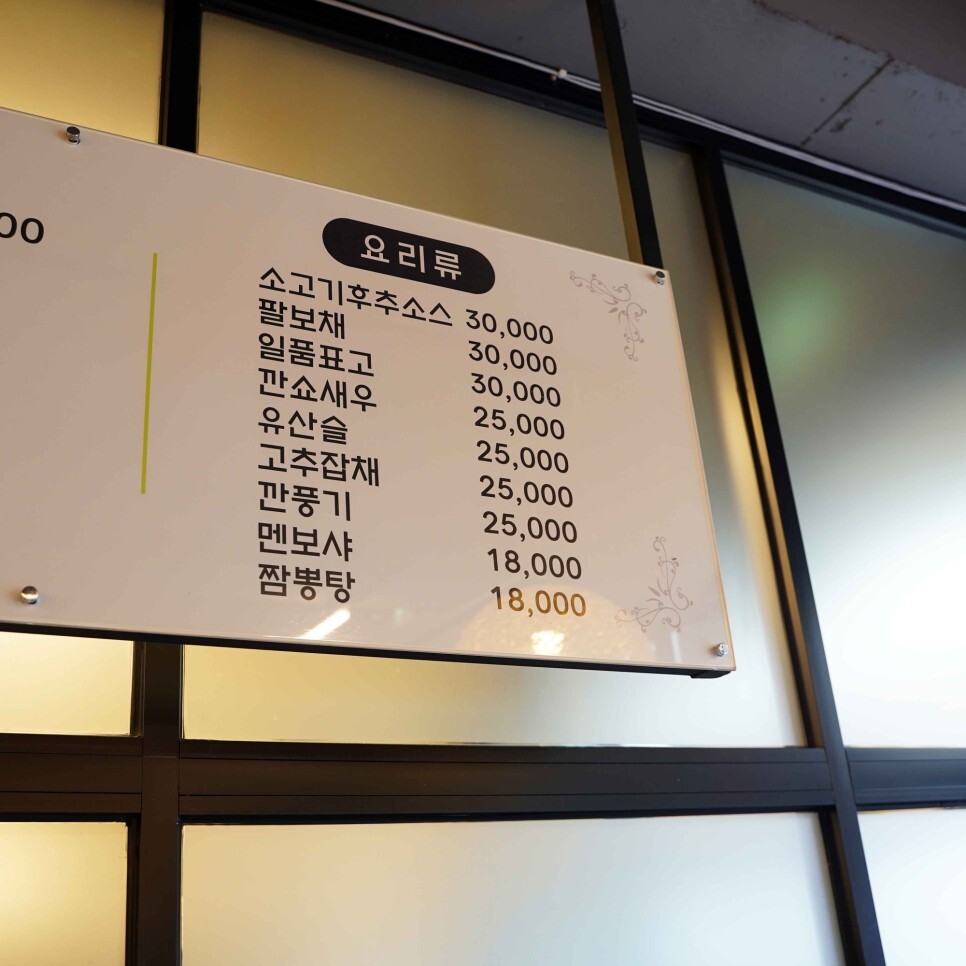 00
요리류
소고기후추소스 30,000
팔보채 30,000
일품표고 30,000
깐쇼새우 25,000
유산슬 25,000
고추잡채 25,000
깐풍기 25,000
멘보샤 18,000
짬뽕탕 18,000